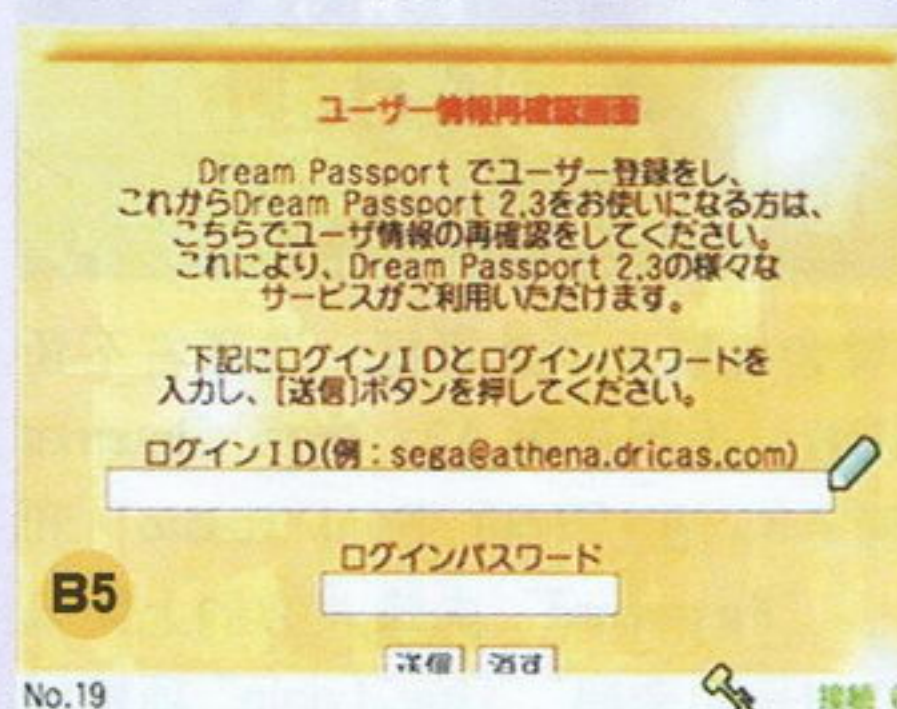 ユーザー情報再確認画面
Dream Passport でユーザー登録をし、
これからDream Passport 2.3をお使いになる方は、
こちらでユーザ情報の再確認をしてください。
これにより、Dream Passport 2.3の様々な
サービスがご利用いただけます。
下記にログインＩＤとログインパスワードを
入力し、[送信]ボタンを押してください。
ログインＩＤ(例：sega@athena.dricas.com)
ログインパスワード
B5
送信
No.19
接続